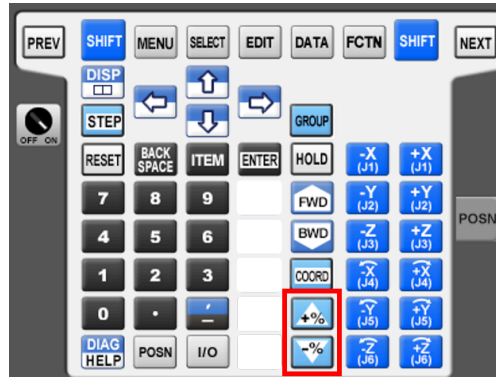 PREV SHIFT MENU SELECT EDIT DATA FCTN SHIFT NEXT
DISP
STEP GROUP
OFF ON
RESET BACK SPACE ITEM ENTER HOLD -X (J1) +X (J1)
7 8 9 FWD -Y (J2) +Y (J2)
POSN
4 5 6 BWD -Z (J3) +Z (J3)
1 2 3 COORD -X (J4) +X (J4)
0 . +% -Y (J5) +Y (J5)
DIAG HELP POSN I/O -% -Z (J6) +Z (J6)